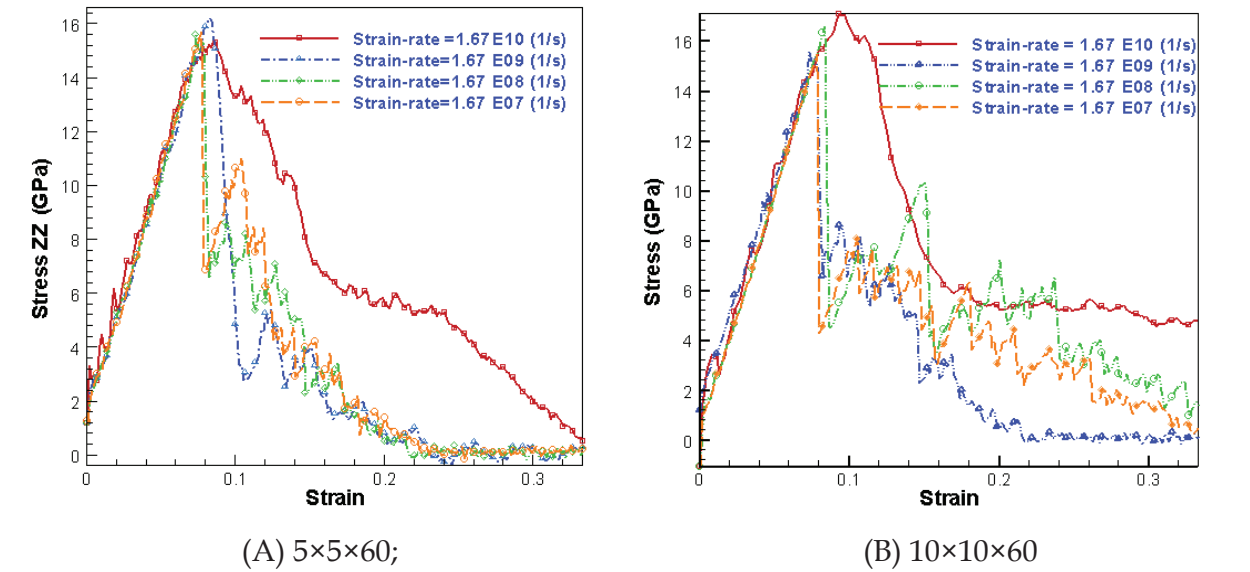 Stress ZZ (GPa)
16
14
12
10
8
6
4
2
0
0
0.1
0.2
0.3
Strain
Strain-rate =1.67 E10 (1/s)
Strain-rate=1.67 E09 (1/s)
Strain-rate=1.67 E08 (1/s)
Strain-rate=1.67 E07 (1/s)
(A) 5×5×60;
Stress (GPa)
16
14
12
10
8
6
4
2
0
0
0.1
0.2
0.3
Strain
Strain-rate = 1.67 E10 (1/s)
Strain-rate = 1.67 E09 (1/s)
Strain-rate = 1.67 E08 (1/s)
Strain-rate = 1.67 E07 (1/s)
(B) 10×10×60